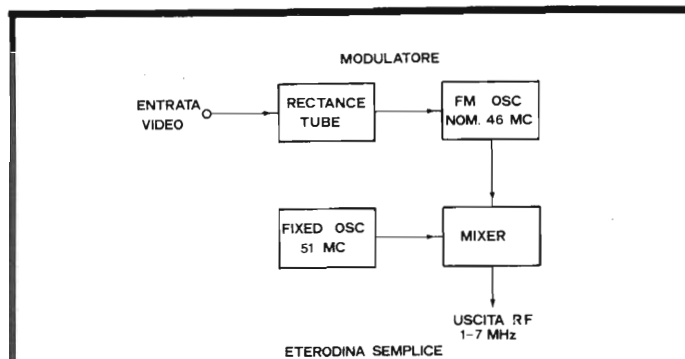 MODULATORE
ENTRATA
VIDEO
RECTANCE
TUBE
FM OSC
NOM. 46 MC
FIXED OSC
51 MC
MIXER
USCITA RF
1-7 MHz
ETERODINA SEMPLICE